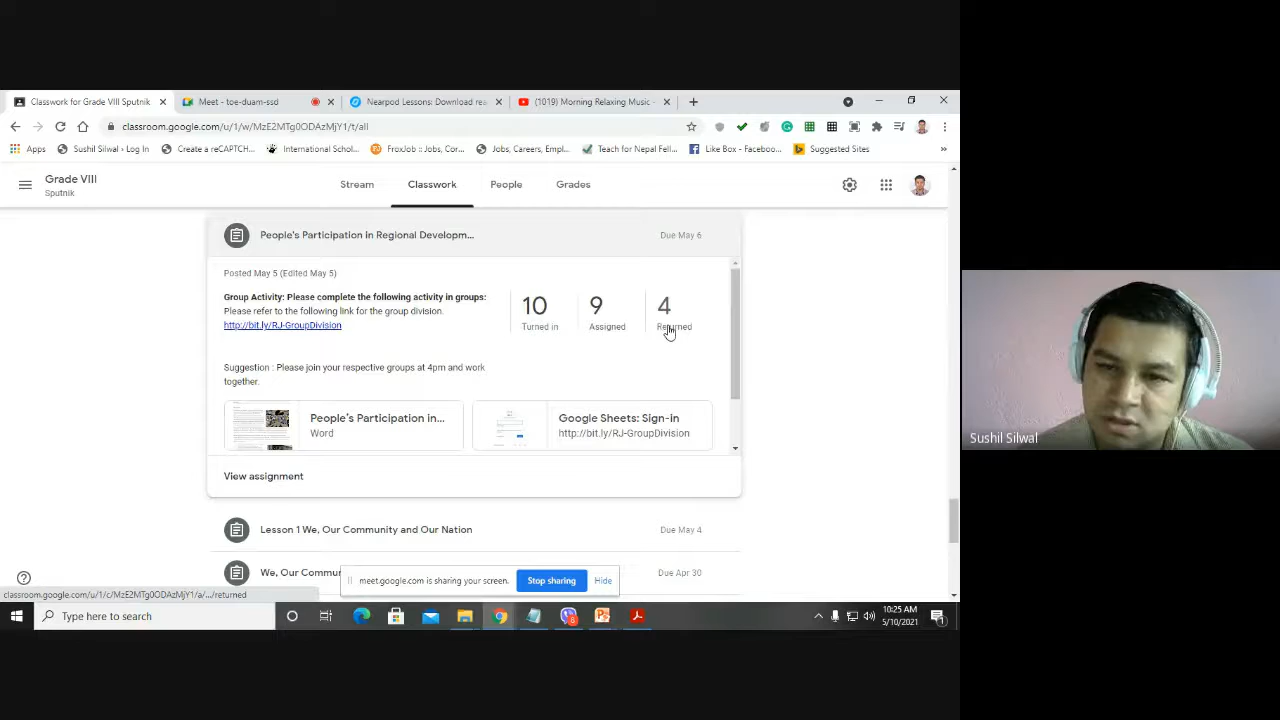 Classwork for Grade VIII Sputnik
Meet - toe-duam-ssd
Nearpod Lessons: Download rea
(1019) Morning Relaxing Music -
classroom.google.com/u/1/w/MzE2MTg0ODAzMjY1/t/all
Apps
Sushil Silwal › Log In
Create a reCAPTCH...
International Schol...
FroxJob :: Jobs, Cor...
Jobs, Careers, Empl...
Teach for Nepal Fell...
Like Box - Faceboo...
Suggested Sites
»
Grade VIII
Sputnik
Stream
Classwork
People
Grades
People's Participation in Regional Developm...
Due May 6
Posted May 5 (Edited May 5)
Group Activity: Please complete the following activity in groups:
Please refer to the following link for the group division.
http://bit.ly/RJ-GroupDivision
10
Turned in
9
Assigned
4
Returned
Suggestion : Please join your respective groups at 4pm and work
together.
People's Participation in...
Word
Google Sheets: Sign-in
http://bit.ly/RJ-GroupDivision
View assignment
Lesson 1 We, Our Community and Our Nation
Due May 4
We, Our Commun
Due Apr 30
meet.google.com is sharing your screen.
Stop sharing
Hide
classroom.google.com/u/1/c/MzE2MTg0ODAzMjY1/a/.../returned
Type here to search
10:25 AM
5/10/2021
Sushil Silwal